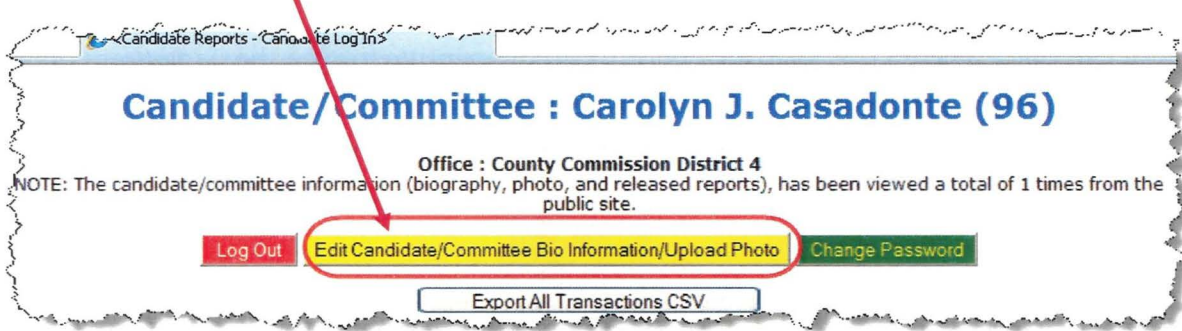 <Candidate Reports - Candidate Log In>
Candidate/Committee : Carolyn J. Casadonte (96)
Office : County Commission District 4
NOTE: The candidate/committee information (biography, photo, and released reports), has been viewed a total of 1 times from the
public site.
Log Out Edit Candidate/Committee Bio Information/Upload Photo Change Password
Export All Transactions CSV